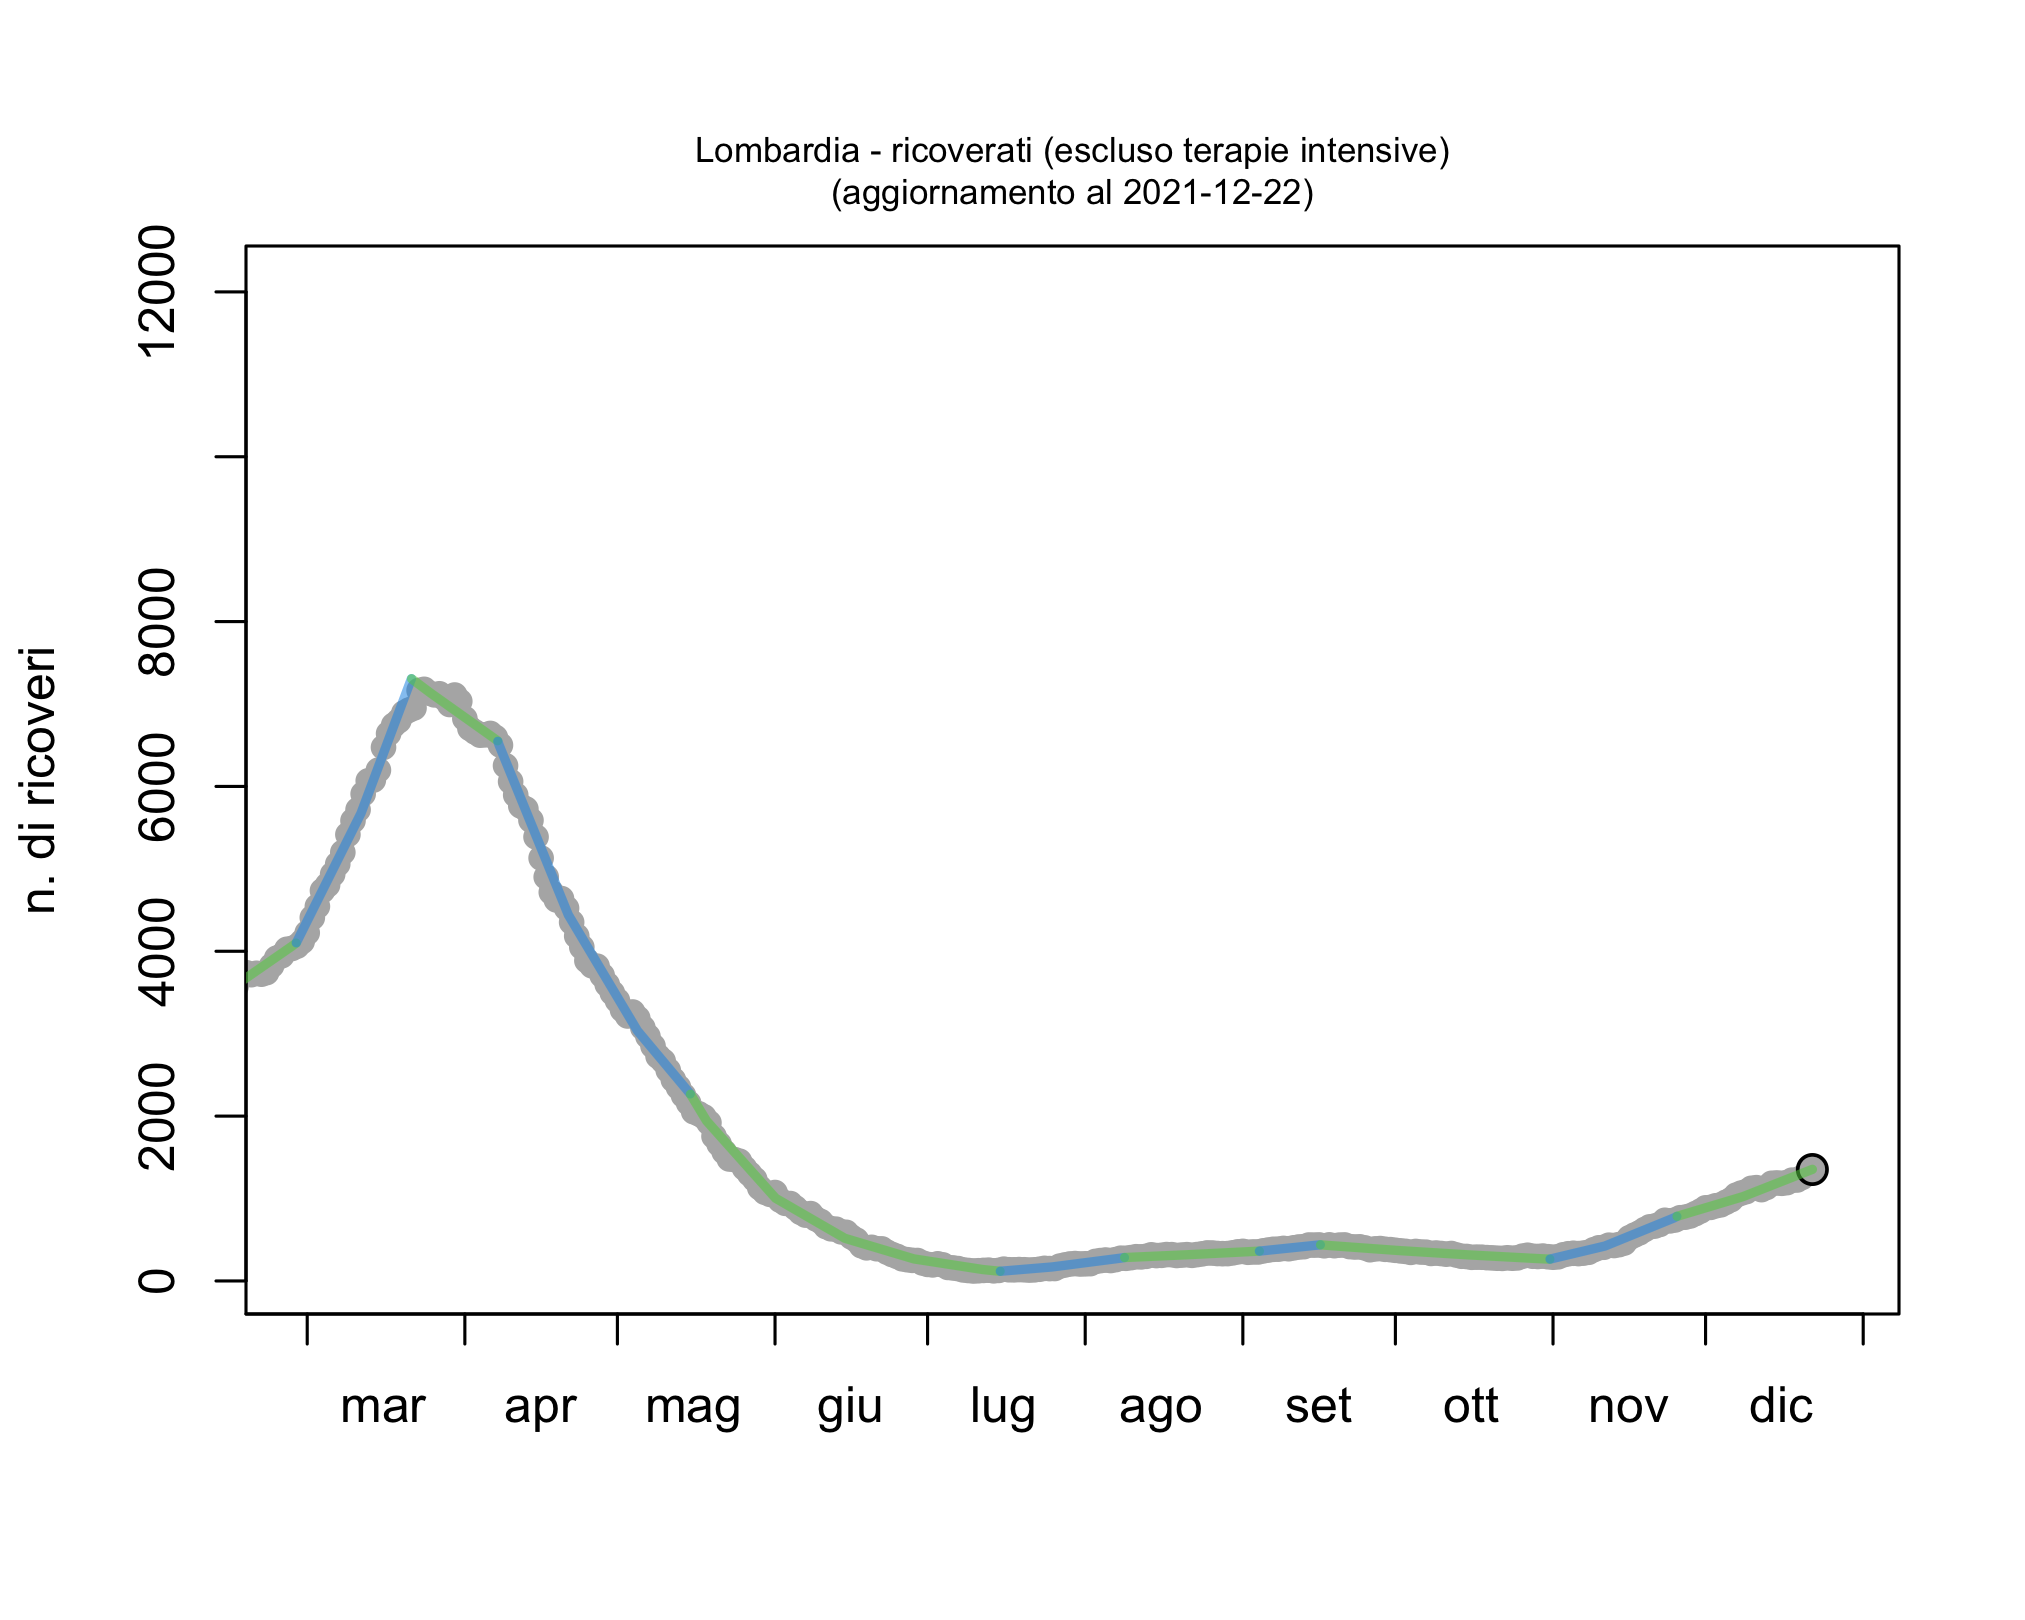 Lombardia - ricoverati (escluso terapie intensive)
(aggiornamento al 2021-12-22)
n. di ricoveri
12000
8000
6000
4000
2000
0
mar apr mag giu lug ago set ott nov dic